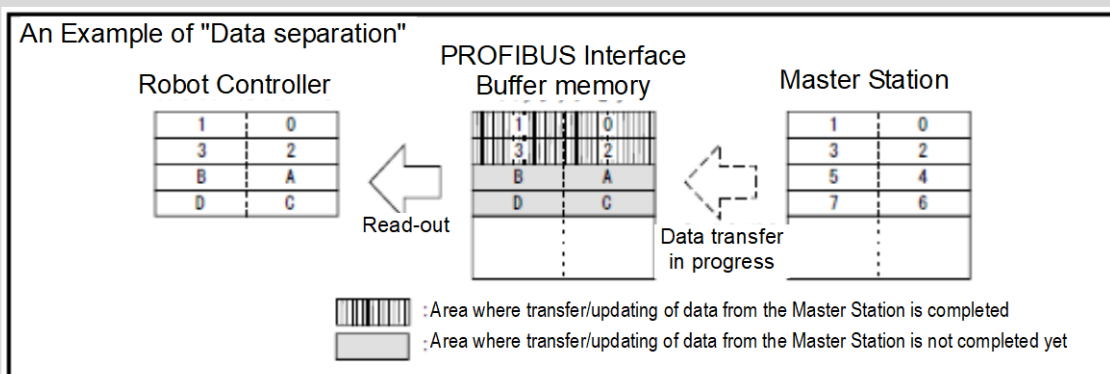 An Example of "Data separation"
PROFIBUS Interface
Buffer memory
Robot Controller
Master Station
1 0 1 0 1 0
3 2 3 2 3 2
B A B A 5 4
D C D C 7 6
Read-out
Data transfer
in progress
:Area where transfer/updating of data from the Master Station is completed
:Area where transfer/updating of data from the Master Station is not completed yet